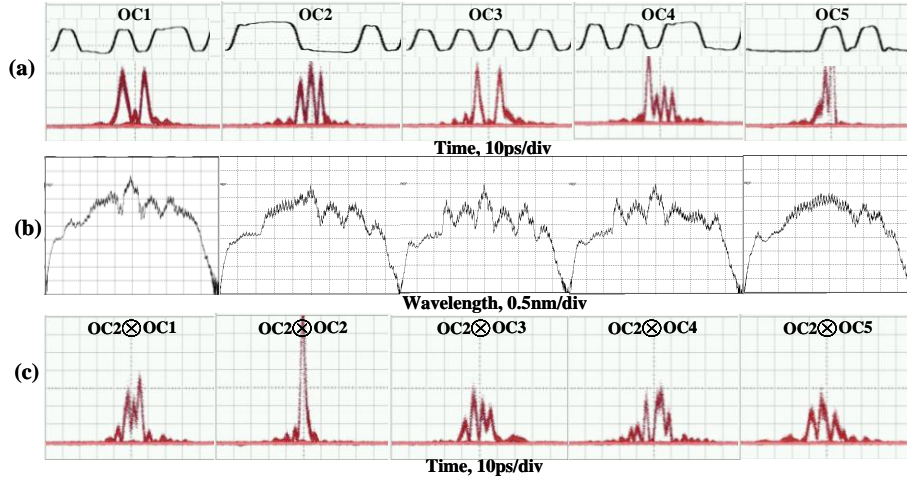 OC1 OC2 OC3 OC4 OC5
(a)
Time, 10ps/div
(b)
Wavelength, 0.5nm/div
OC2⊗OC1 OC2⊗OC2 OC2⊗OC3 OC2⊗OC4 OC2⊗OC5
(c)
Time, 10ps/div